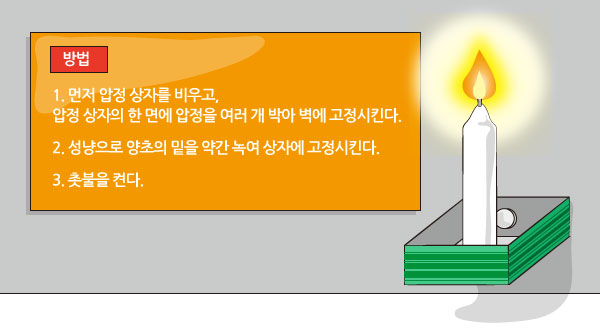 방법
1. 먼저 압정 상자를 비우고,
압정 상자의 한 면에 압정을 여러 개 박아 벽에 고정시킨다.
2. 성냥으로 양초의 밑을 약간 녹여 상자에 고정시킨다.
3. 촛불을 켠다.